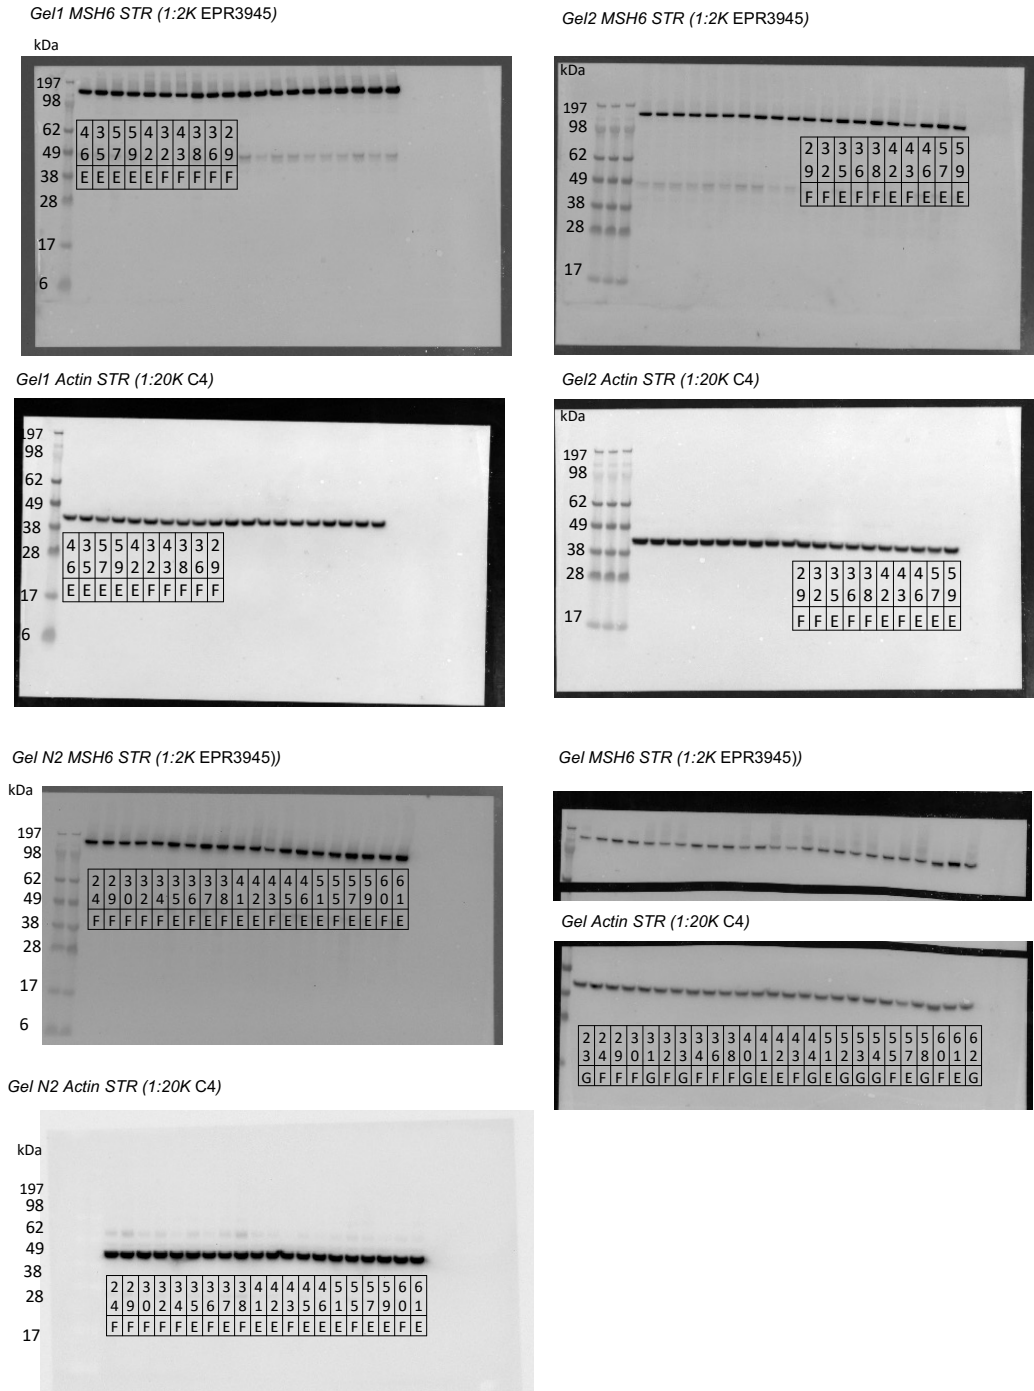 Gel1 MSH6 STR (1:2K EPR3945)
kDa
197
98
62
49
38
28
17
6
4 3 5 5 4 3 4 3 3 2
6 5 7 9 2 2 3 8 6 9
E E E E E F F F F F
Gel2 MSH6 STR (1:2K EPR3945)
kDa
197
98
62
49
38
28
17
2 3 3 3 3 4 4 4 5 5
9 2 5 6 8 2 3 6 7 9
F F E F F E F E E E
Gel1 Actin STR (1:20K C4)
197
98
62
49
38
28
17
6
4 3 5 5 4 3 4 3 3 2
6 5 7 9 2 2 3 8 6 9
E E E E E F F F F F
Gel2 Actin STR (1:20K C4)
kDa
197
98
62
49
38
28
17
2 3 3 3 3 4 4 4 5 5
9 2 5 6 8 2 3 6 7 9
F F E F F E F E E E
Gel N2 MSH6 STR (1:2K EPR3945))
kDa
197
98
62
49
38
28
17
6
2 2 3 3 3 3 3 3 3 4 4 4 4 4 5 5 5 5 6 6
4 9 0 2 4 5 6 7 8 1 2 3 5 6 1 5 7 9 0 1
F F F F F E F E F E E F E E E F E E F E
Gel MSH6 STR (1:2K EPR3945))
Gel Actin STR (1:20K C4)
2 2 2 3 3 3 3 3 3 3 4 4 4 4 4 5 5 5 5 5 5 5 6 6 6
3 4 9 0 1 2 3 4 6 8 0 1 2 3 4 1 2 3 4 5 7 8 0 1 2
G F F F G F G F F F G E E F G E G G G F E G F E G
Gel N2 Actin STR (1:20K C4)
kDa
197
98
62
49
38
28
17
2 2 3 3 3 3 3 3 3 4 4 4 4 4 5 5 5 5 6 6
4 9 0 2 4 5 6 7 8 1 2 3 5 6 1 5 7 9 0 1
F F F F F E F E F E E F E E E F E E F E